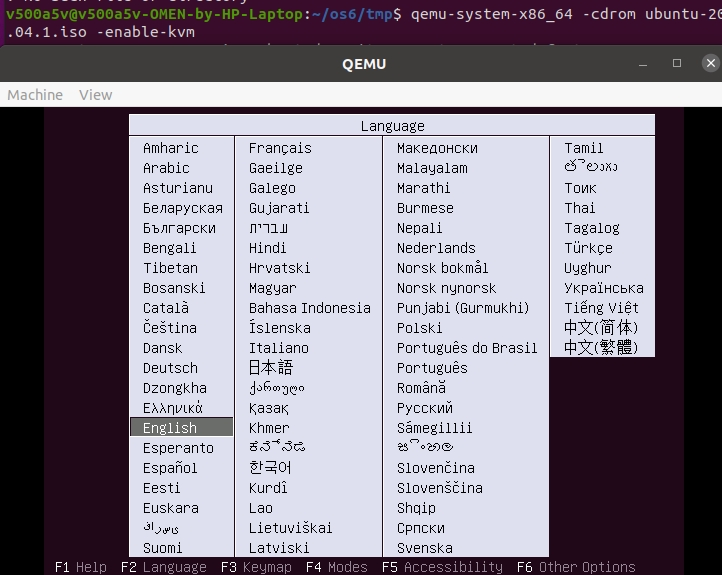 v500a5v@v500a5v-OMEN-by-HP-Laptop:~/os6/tmp$ qemu-system-x86_64 -cdrom ubuntu-20
.04.1.iso -enable-kvm
QEMU
Machine View
Language
Amharic
Arabic
Asturianu
Беларуская
Български
Bengali
Tibetan
Bosanski
Català
Čeština
Dansk
Deutsch
Dzongkha
Ελληνικά
English
Esperanto
Español
Eesti
Euskara
Suomi
Français
Gaeilge
Galego
Gujarati
עברית
Hindi
Hrvatski
Magyar
Bahasa Indonesia
Íslenska
Italiano
日本語
ქართული
Қазақ
Khmer
ಕನ್ನಡ
한국어
Kurdî
Lao
Lietuviškai
Latviski
Македонски
Malayalam
Marathi
Burmese
Nepali
Nederlands
Norsk bokmål
Norsk nynorsk
Punjabi (Gurmukhi)
Polski
Português do Brasil
Português
Română
Русский
Sámegillii
සිංහල
Slovenčina
Slovenščina
Shqip
Српски
Svenska
Tamil
తెలుగు
Тоик
Thai
Tagalog
Türkçe
Uyghur
Українська
Tiếng Việt
中文(简体)
中文(繁體)
F1 Help F2 Language F3 Keymap F4 Modes F5 Accessibility F6 Other Options